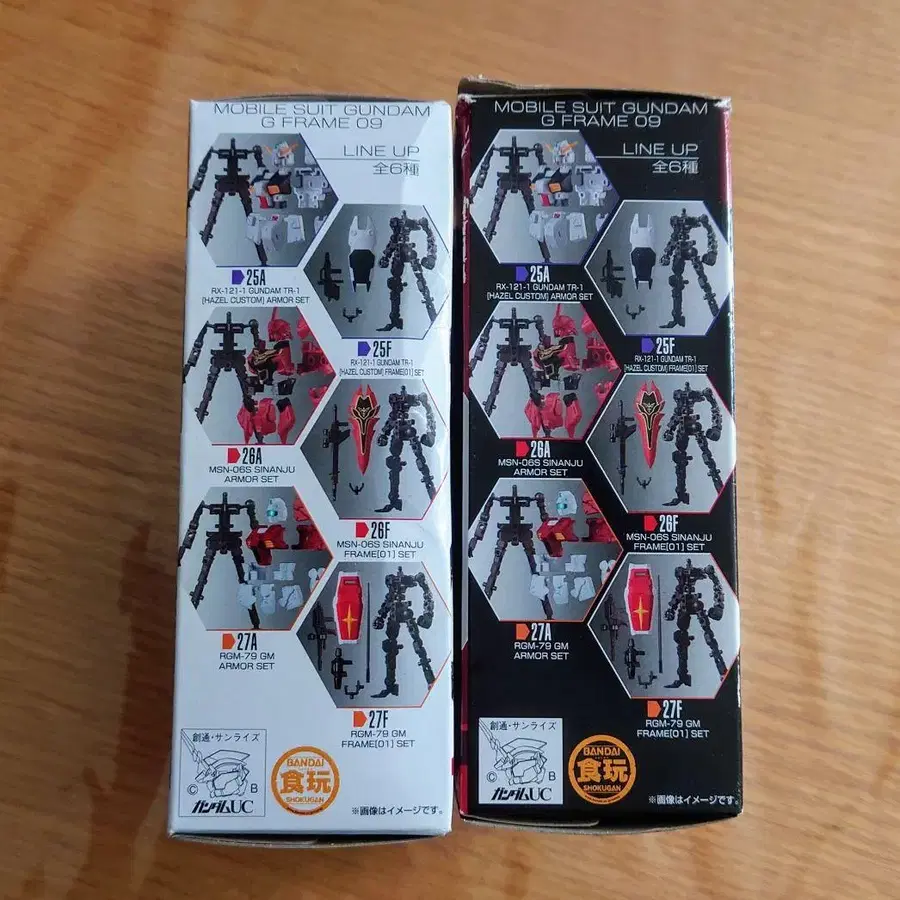 MOBILE SUIT GUNDAM
G FRAME 09
LINE UP
全6種
25A
RX-121-1 GUNDAM TR-1
[HAZEL CUSTOM] ARMOR SET
25F
RX-121-1 GUNDAM TR-1
[HAZEL CUSTOM] FRAME[01] SET
26A
MSN-06S SINANJU
ARMOR SET
26F
MSN-06S SINANJU
FRAME[01] SET
27A
RGM-79 GM
ARMOR SET
27F
RGM-79 GM
FRAME[01] SET
創通・サンライズ
© B
ガンダムUC
BANDAI
食玩
SHOKUGAN
※画像はイメージです。
MOBILE SUIT GUNDAM
G FRAME 09
LINE UP
全6種
25A
RX-121-1 GUNDAM TR-1
[HAZEL CUSTOM] ARMOR SET
25F
RX-121-1 GUNDAM TR-1
[HAZEL CUSTOM] FRAME[01] SET
26A
MSN-06S SINANJU
ARMOR SET
26F
MSN-06S SINANJU
FRAME[01] SET
27A
RGM-79 GM
ARMOR SET
27F
RGM-79 GM
FRAME[01] SET
創通・サンライズ
© B
ガンダムUC
BANDAI
食玩
SHOKUGAN
※画像はイメージです。